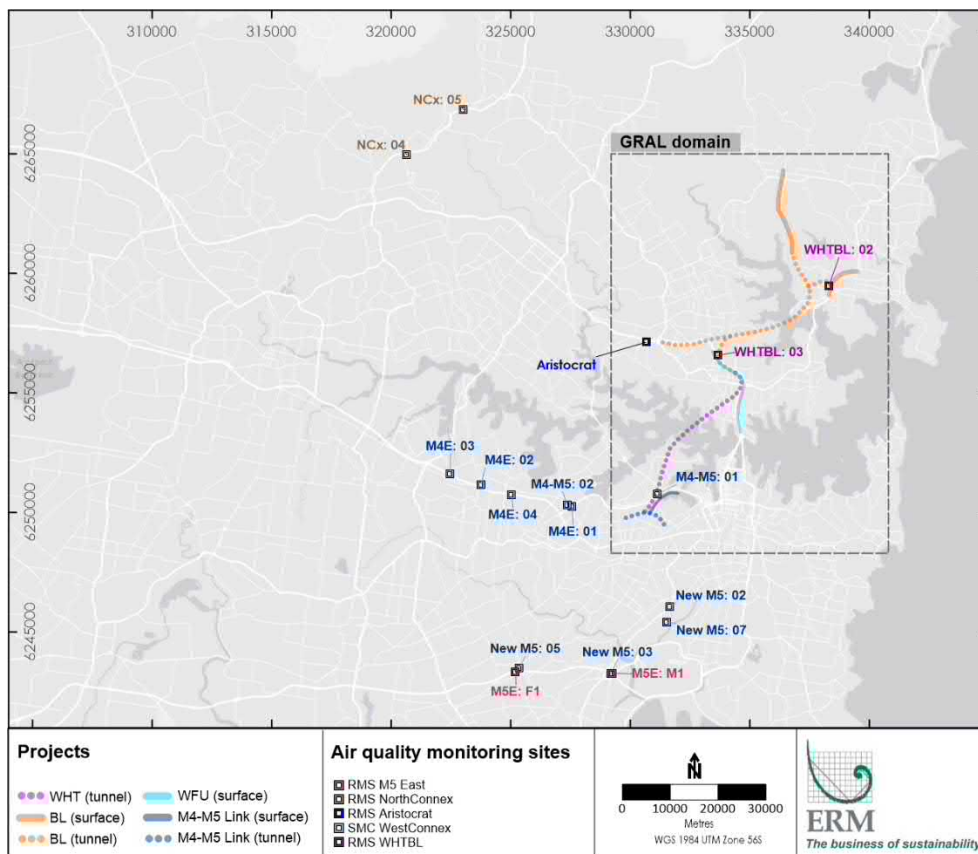 310000
315000
320000
325000
330000
335000
340000
NCx: 05
NCx: 04
6265000
GRAL domain
WHTBL: 02
6260000
Aristocrat
WHTBL: 03
6255000
M4E: 03
M4E: 02
M4-M5: 02
M4-M5: 01
M4E: 04
M4E: 01
6250000
New M5: 02
New M5: 07
6245000
New M5: 05
New M5: 03
M5E: F1
M5E: M1
Projects
WHT (tunnel)
WFU (surface)
BL (surface)
M4-M5 Link (surface)
BL (tunnel)
M4-M5 Link (tunnel)
Air quality monitoring sites
RMS M5 East
RMS NorthConnex
RMS Aristocrat
SMC WestConnex
RMS WHTBL
N
0 10000 20000 30000
Metres
WGS 1984 UTM Zone 56S
ERM
The business of sustainability